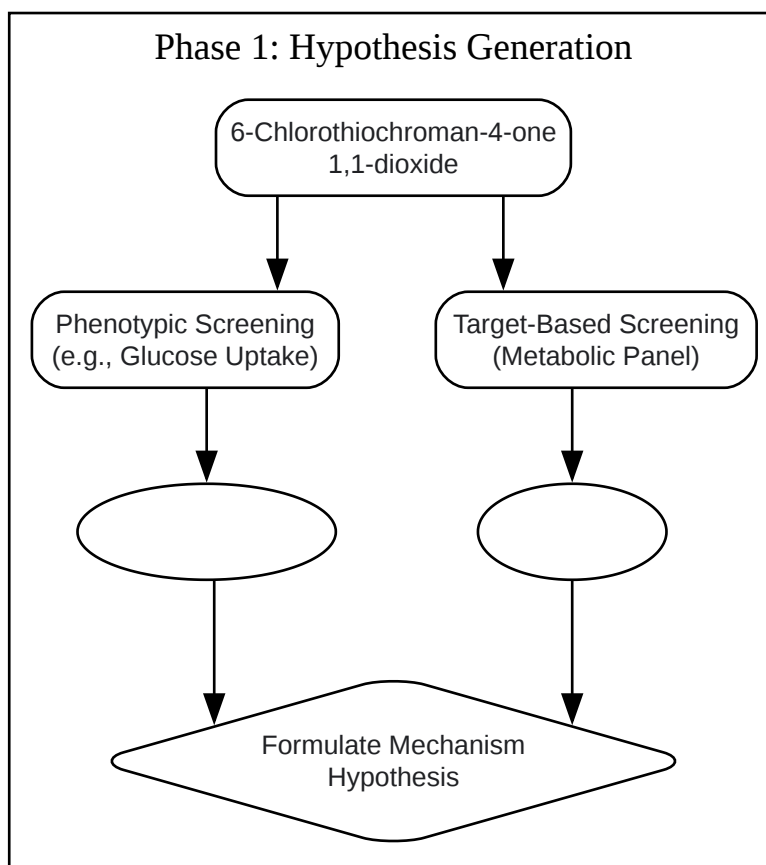 Phase 1: Hypothesis Generation
6-Chlorothiochroman-4-one
1,1-dioxide
Phenotypic Screening
(e.g., Glucose Uptake)
Target-Based Screening
(Metabolic Panel)
Formulate Mechanism
Hypothesis